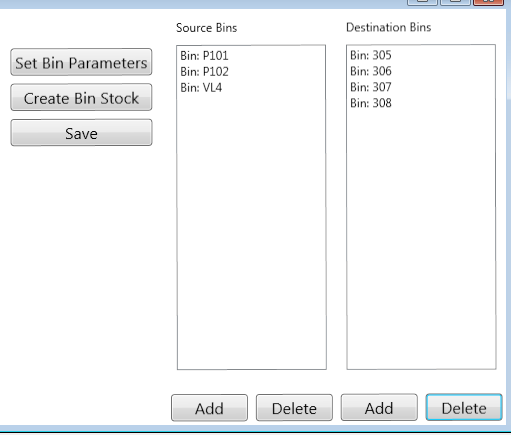 Source Bins
Destination Bins
Set Bin Parameters
Create Bin Stock
Save
Bin: P101
Bin: P102
Bin: VL4
Bin: 305
Bin: 306
Bin: 307
Bin: 308
Add
Delete
Add
Delete